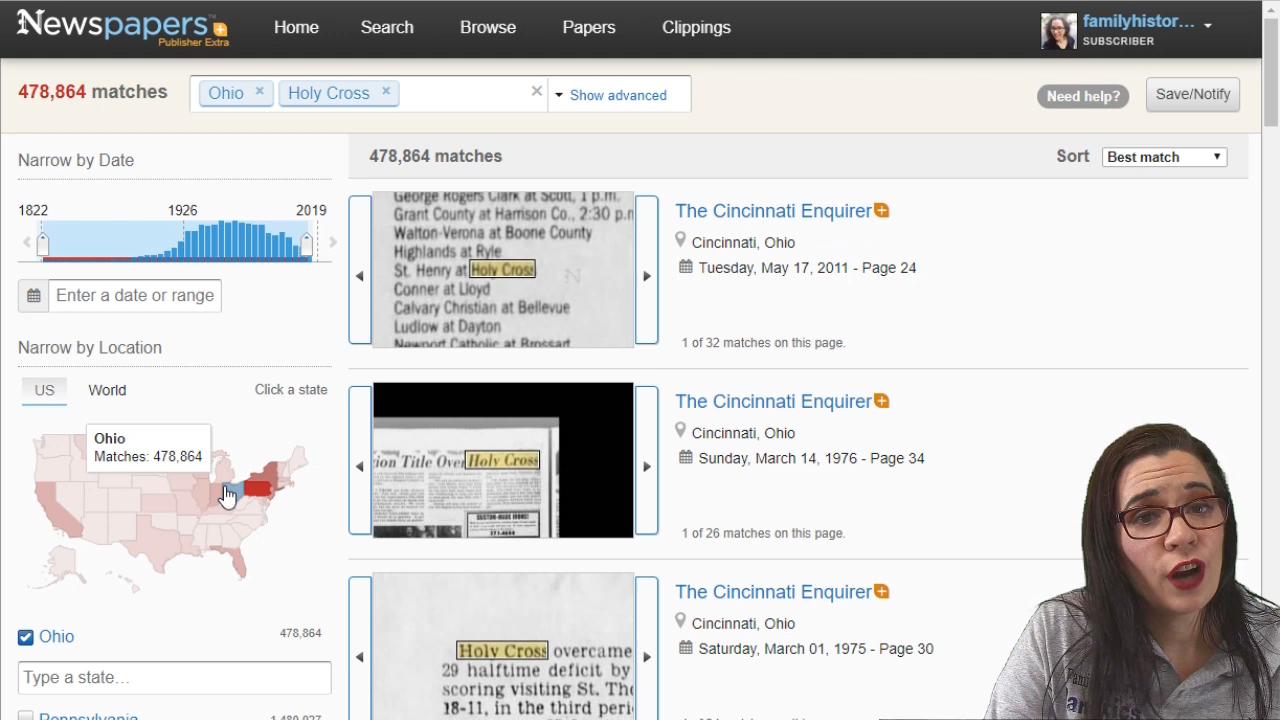 Newspapers™
Publisher Extra
Home Search Browse Papers Clippings
familyhistor...
SUBSCRIBER
478,864 matches
Ohio × Holy Cross × × Show advanced
Need help? Save/Notify
Narrow by Date
1822 1926 2019
Enter a date or range
Narrow by Location
US World Click a state
Ohio
Matches: 478,864
Ohio 478,864
Type a state...
Pennsylvania 1,489,027
478,864 matches
Sort Best match
George Rogers Clark at Scott, 1 p.m.
Grant County at Harrison Co., 2:30 p.n
Walton-Verona at Boone County
Highlands at Ryle
St. Henry at Holy Cross
Conner at Lloyd
Calvary Christian at Bellevue
Ludlow at Dayton
Newport Catholic at Brossart
The Cincinnati Enquirer
Cincinnati, Ohio
Tuesday, May 17, 2011 - Page 24
1 of 32 matches on this page.
ion Title Over Holy Cross
The Cincinnati Enquirer
Cincinnati, Ohio
Sunday, March 14, 1976 - Page 34
1 of 26 matches on this page.
Holy Cross overcame
29 halftime deficit by
scoring visiting St. Tho
18-11, in the third peri
The Cincinnati Enquirer
Cincinnati, Ohio
Saturday, March 01, 1975 - Page 30